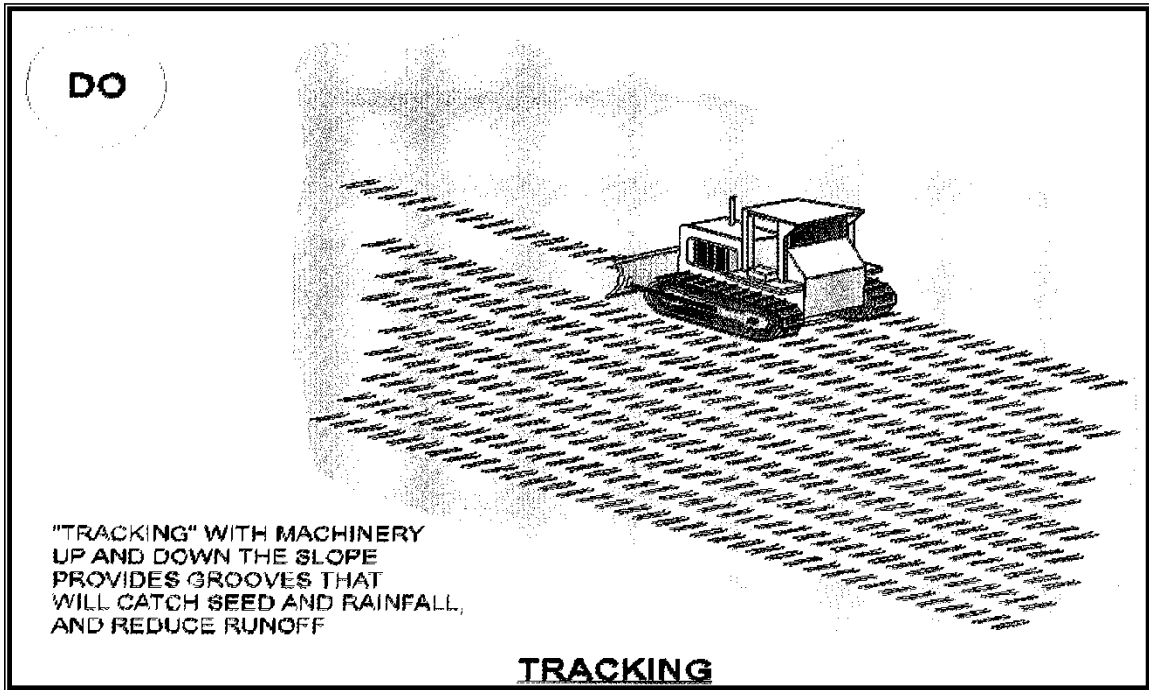 DO
"TRACKING" WITH MACHINERY
UP AND DOWN THE SLOPE
PROVIDES GROOVES THAT
WILL CATCH SEED AND RAINFALL,
AND REDUCE RUNOFF
TRACKING